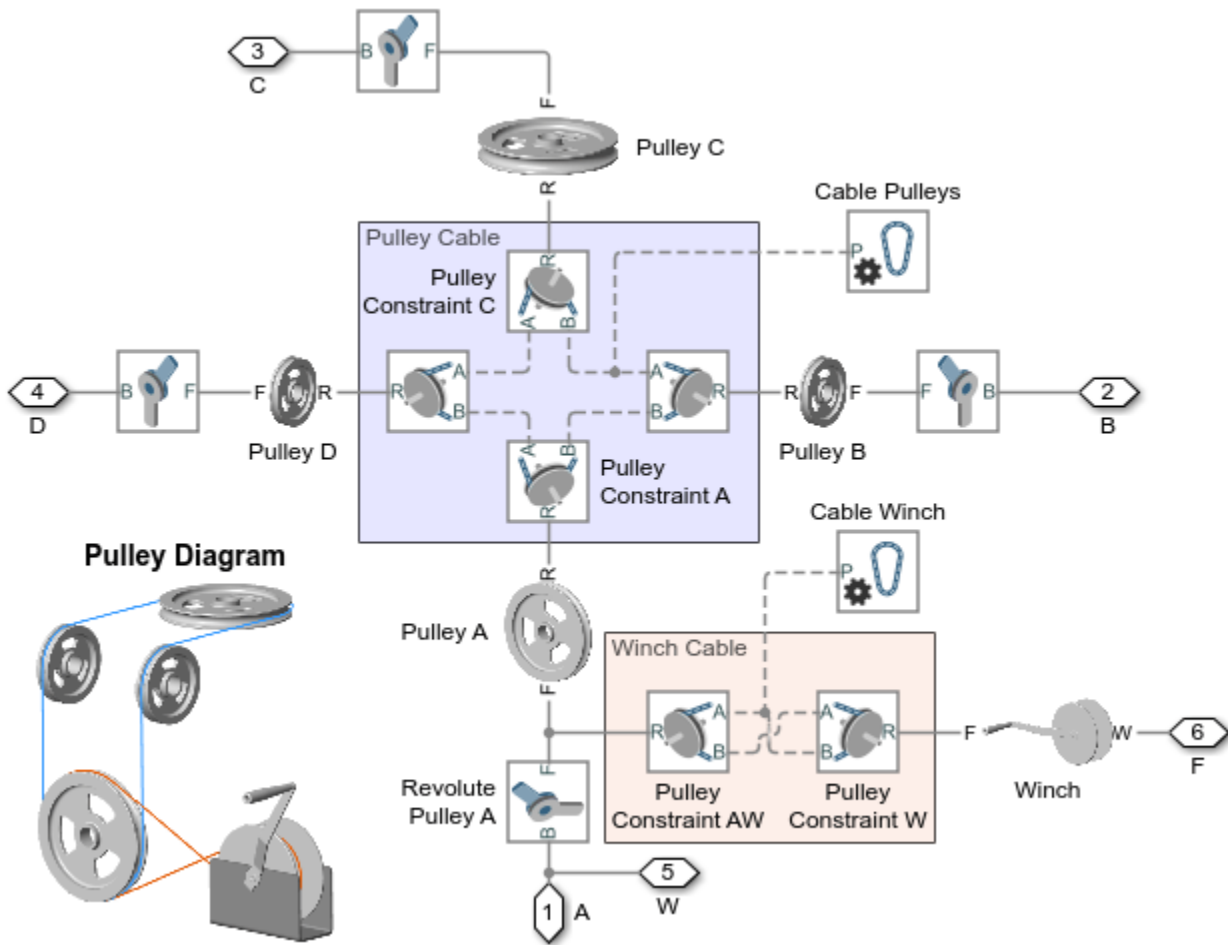 3
C
B
F
F
Pulley C
R
Cable Pulleys
P
Pulley Cable
Pulley
Constraint C
R
A
B
4
D
B
F
F
R
Pulley D
R
A
B
A
B
R
R
F
Pulley B
F
B
2
B
A
B
R
Pulley
Constraint A
Cable Winch
P
Pulley Diagram
R
Pulley A
F
Winch Cable
R
A
B
A
B
R
Pulley
Constraint AW
Pulley
Constraint W
F
W
Winch
6
F
Revolute
Pulley A
F
B
5
W
1
A